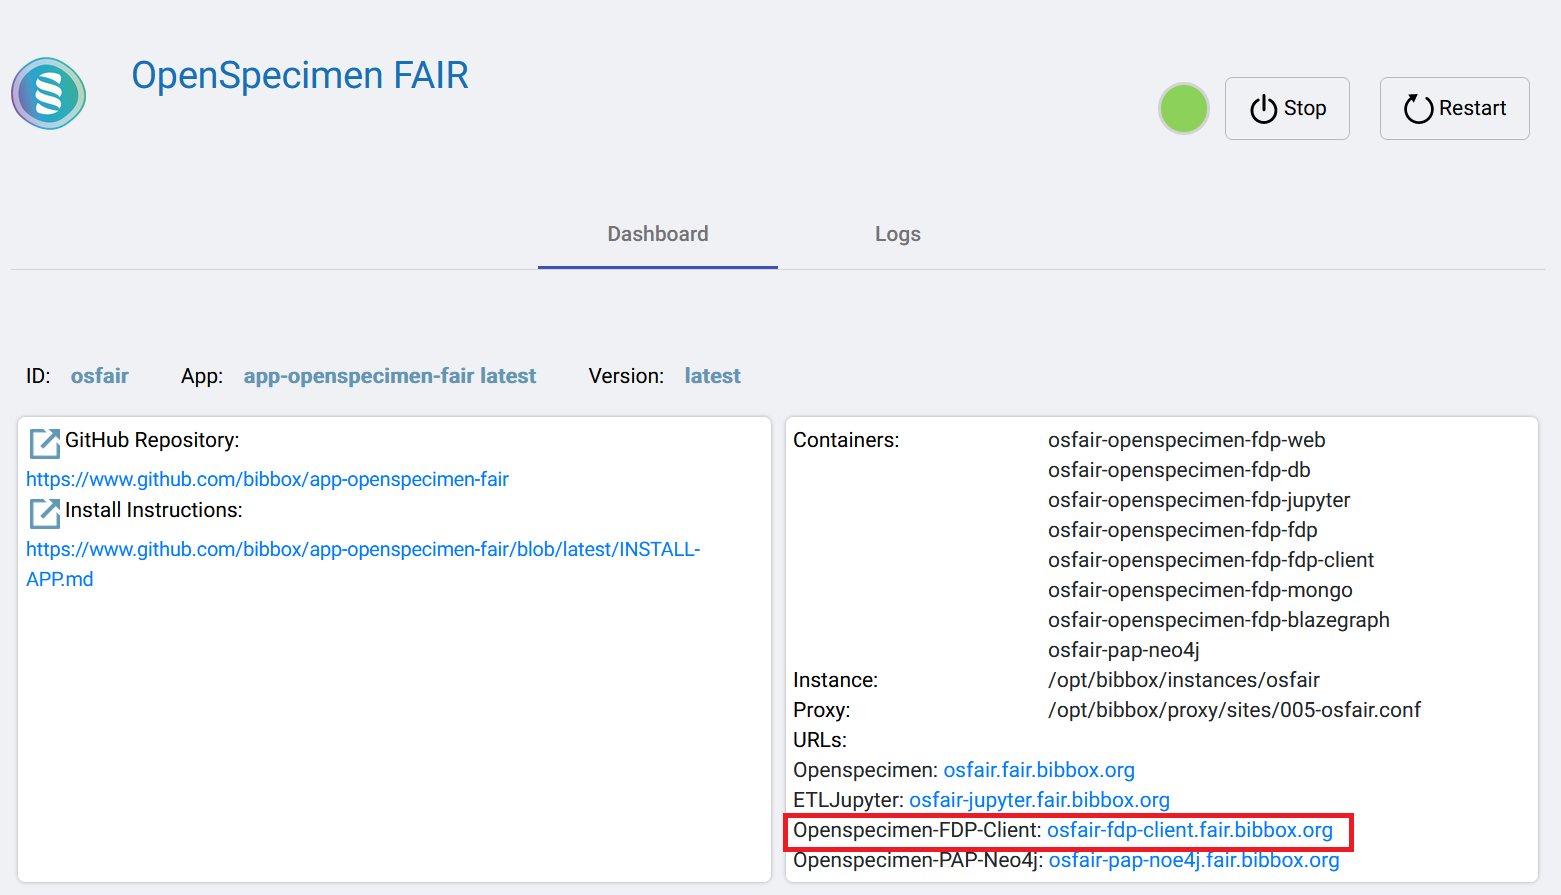 OpenSpecimen FAIR
Stop
Restart
Dashboard
Logs
ID: osfair App: app-openspecimen-fair latest Version: latest
GitHub Repository:
https://www.github.com/bibbox/app-openspecimen-fair
Install Instructions:
https://www.github.com/bibbox/app-openspecimen-fair/blob/latest/INSTALL-
APP.md
Containers: osfair-openspecimen-fdp-web
osfair-openspecimen-fdp-db
osfair-openspecimen-fdp-jupyter
osfair-openspecimen-fdp-fdp
osfair-openspecimen-fdp-fdp-client
osfair-openspecimen-fdp-mongo
osfair-openspecimen-fdp-blazegraph
osfair-pap-neo4j
Instance: /opt/bibbox/instances/osfair
Proxy: /opt/bibbox/proxy/sites/005-osfair.conf
URLs:
Openspecimen: osfair.fair.bibbox.org
ETLJupyter: osfair-jupyter.fair.bibbox.org
Openspecimen-FDP-Client: osfair-fdp-client.fair.bibbox.org
Openspecimen-PAP-Neo4j: osfair-pap-noe4j.fair.bibbox.org